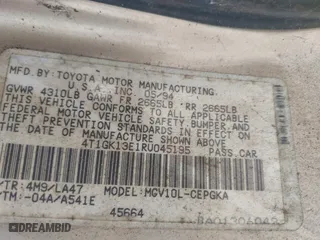 MFD.BY:TOYOTA MOTOR MANUFACTURING.
U.S.A., INC. 05/94
GVWR 4310LB GAWR FR 2665LB RR 2665LB
THIS VEHICLE CONFORMS TO ALL APPLICABLE
FEDERAL MOTOR VEHICLE SAFETY, BUMPER, AND
THEFT PREVENTION STANDARDS IN EFFECT ON
THE DATE OF MANUFACTURE SHOWN ABOVE.
4T1GK13E1RU045195 PASS.CAR
/TR:4M9/LA47 MODEL:MCV10L-CEPGKA
/TM:-04A/A541E
45664